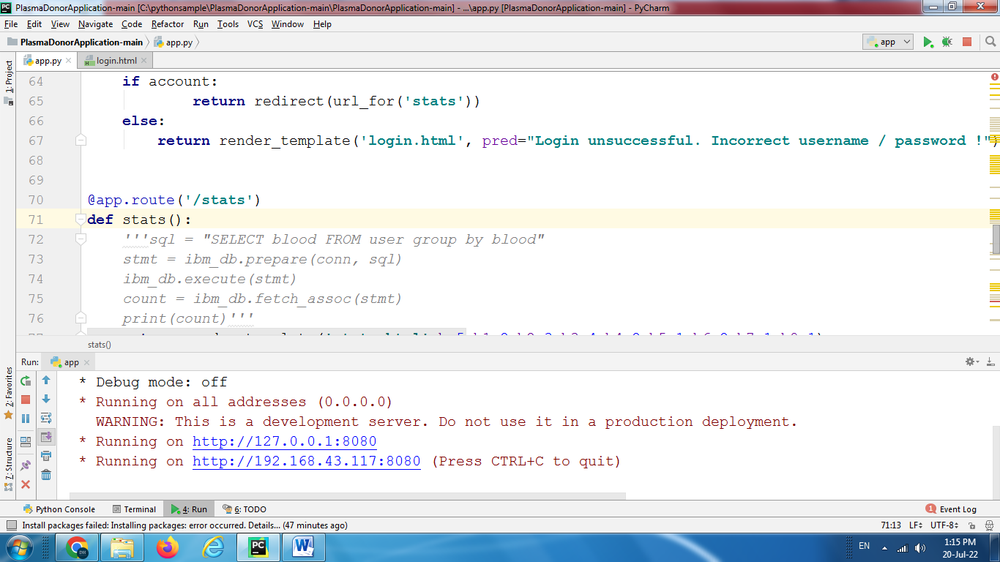 PlasmaDonorApplication-main [C:\pythonsample\PlasmaDonorApplication-main\PlasmaDonorApplication-main] - ...\app.py [PlasmaDonorApplication-main] - PyCharm
File Edit View Navigate Code Refactor Run Tools VCS Window Help
PlasmaDonorApplication-main app.py app
app.py login.html
1: Project
64 if account:
65 return redirect(url_for('stats'))
66 else:
67 return render_template('login.html', pred="Login unsuccessful. Incorrect username / password !")
68
69
70 @app.route('/stats')
71 def stats():
72 '''sql = "SELECT blood FROM user group by blood"
73 stmt = ibm_db.prepare(conn, sql)
74 ibm_db.execute(stmt)
75 count = ibm_db.fetch_assoc(stmt)
76 print(count)'''
stats()
Run: app
2: Favorites
7: Structure
* Debug mode: off
* Running on all addresses (0.0.0.0)
WARNING: This is a development server. Do not use it in a production deployment.
* Running on http://127.0.0.1:8080
* Running on http://192.168.43.117:8080 (Press CTRL+C to quit)
Python Console Terminal 4: Run 6: TODO 1 Event Log
Install packages failed: Installing packages: error occurred. Details... (47 minutes ago) 71:13 LF UTF-8
DH PC W EN 1:15 PM
20-Jul-22